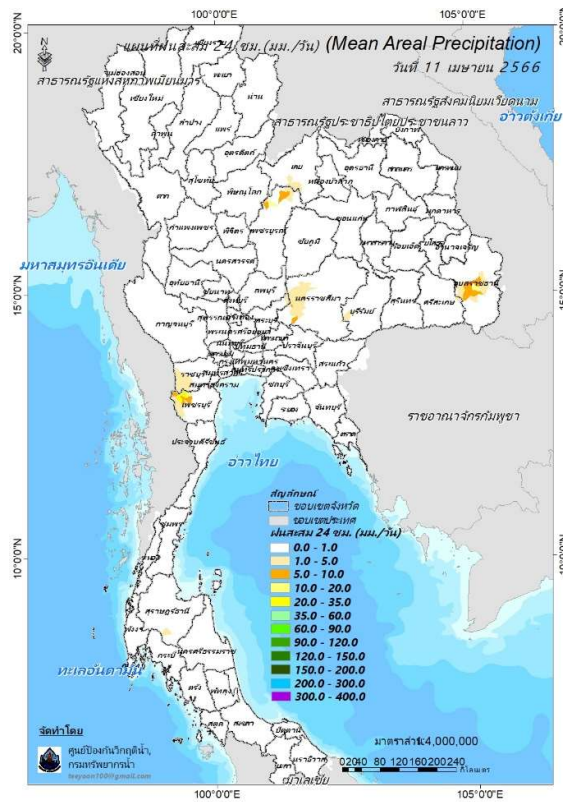 100°0'0"E 105°0'0"E
20°0'0"N
แผนที่ฝนสะสม 24 ชม. (มม./วัน) (Mean Areal Precipitation)
วันที่ 11 เมษายน 2566
สาธารณรัฐแห่งสหภาพเมียนมาร์
สาธารณรัฐสังคมนิยมเวียดนาม
อ่าวตังเกี๋ย
สาธารณรัฐประชาธิปไตยประชาชนลาว
เชียงใหม่
พะเยา
น่าน
ลำปาง
ลำพูน
แพร่
อุตรดิตถ์
เลย
อุดรธานี
สุโขทัย
ตาก
พิษณุโลก
หนองบัวลำภู
กำแพงเพชร
พิจิตร
เพชรบูรณ์
ขอนแก่น
กาฬสินธุ์
มุกดาหาร
มหาสมุทรอินเดีย
นครสวรรค์
ชัยภูมิ
ร้อยเอ็ด
ยโสธร
อำนาจเจริญ
15°0'0"N
อุทัยธานี
ชัยนาท
ลพบุรี
นครราชสีมา
บุรีรัมย์
สุรินทร์
ศรีสะเกษ
อุบลราชธานี
กาญจนบุรี
สระบุรี
ปราจีนบุรี
สระแก้ว
ราชบุรี
สมุทรสงคราม
ชลบุรี
เพชรบุรี
ระยอง
จันทบุรี
ตราด
ราชอาณาจักรกัมพูชา
ประจวบคีรีขันธ์
อ่าวไทย
ชุมพร
สัญลักษณ์
ขอบเขตจังหวัด
ขอบเขตประเทศ
ฝนสะสม 24 ชม. (มม./วัน)
0.0 - 1.0
1.0 - 5.0
5.0 - 10.0
10.0 - 20.0
20.0 - 35.0
35.0 - 60.0
60.0 - 90.0
90.0 - 120.0
120.0 - 150.0
150.0 - 200.0
200.0 - 300.0
300.0 - 400.0
10°0'0"N
สุราษฎร์ธานี
พังงา
กระบี่
นครศรีธรรมราช
ทะเลอันดามัน
ตรัง
พัทลุง
สตูล
สงขลา
ปัตตานี
ยะลา
นราธิวาส
มาเลเซีย
จัดทำโดย
ศูนย์ป้องกันวิกฤติน้ำ,
กรมทรัพยากรน้ำ
teeyoon160@gmail.com
มาตราส่วน 1:4,000,000
0 20 40 80 120 160 200 240
กิโลเมตร
100°0'0"E 105°0'0"E